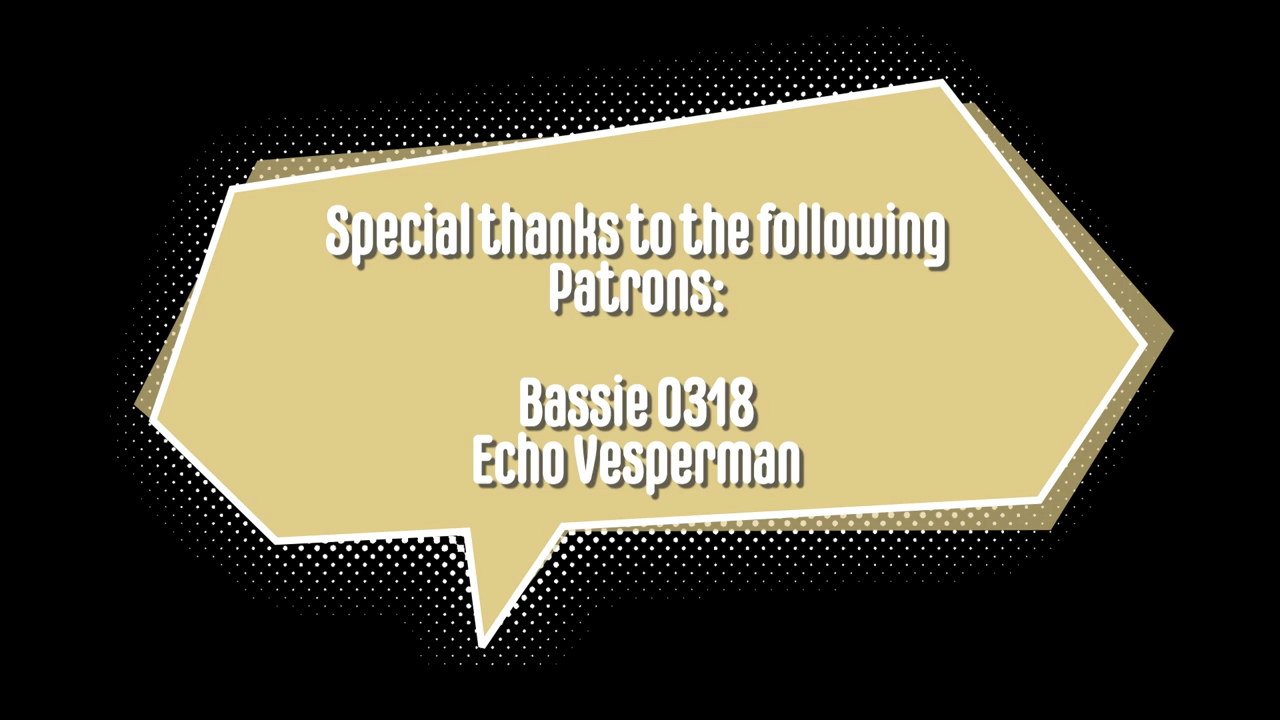 Special thanks to the following
Patrons:
Bassie 0318
Echo Vesperman